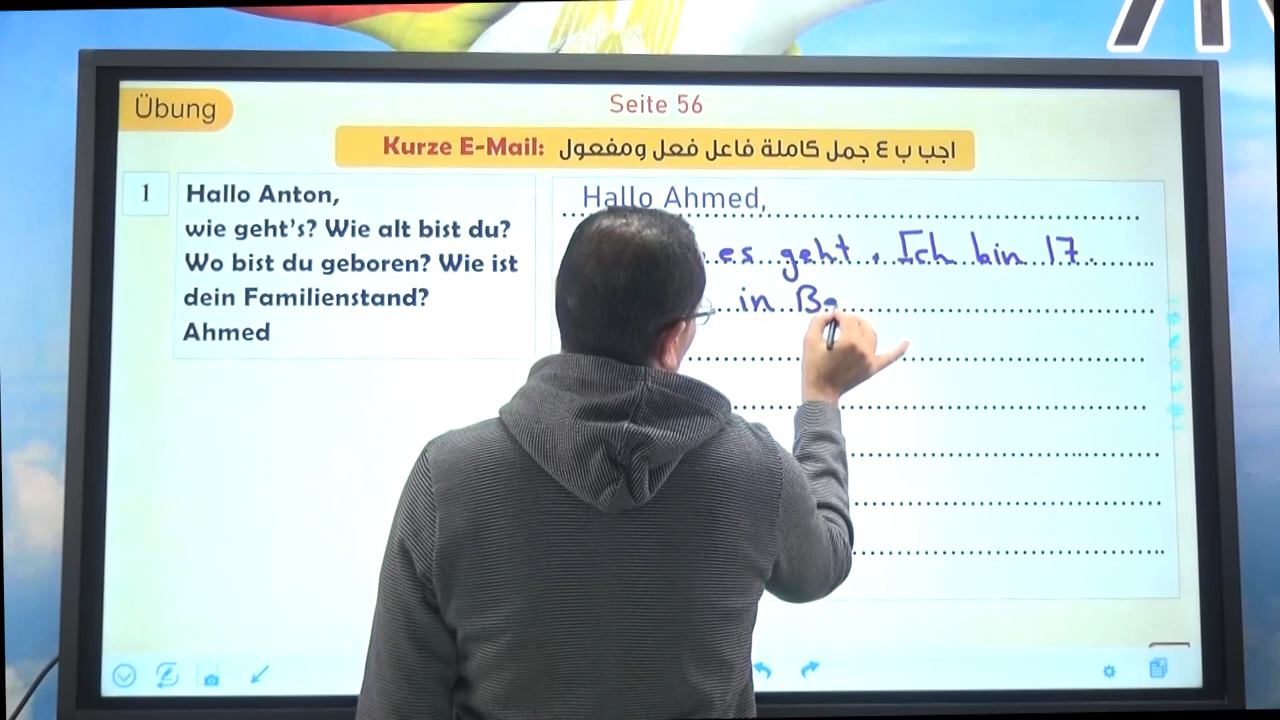 Übung
Seite 56
Kurze E-Mail: اجب ب ٤ جمل كاملة فاعل فعل ومفعول
1
Hallo Anton,
wie geht's? Wie alt bist du?
Wo bist du geboren? Wie ist
dein Familienstand?
Ahmed
Hallo Ahmed,
es geht. Ich bin 17.
in Be